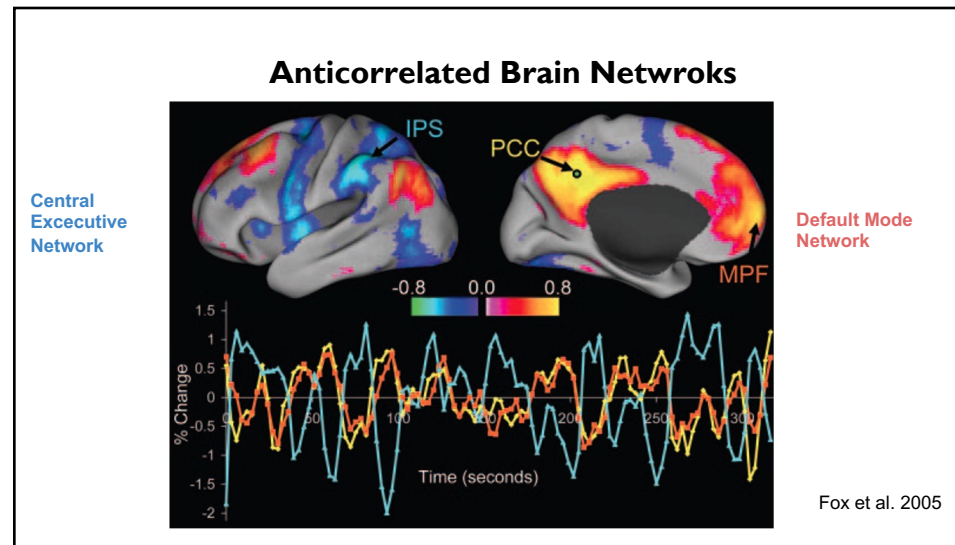 Anticorrelated Brain Netwroks
IPS
PCC
Central
Excecutive
Network
Default Mode
Network
MPF
-0.8 0.0 0.8
1.5
1
0.5
0
-0.5
-1
-1.5
-2
% Change
0 50 100 150 200 250 300
Time (seconds)
Fox et al. 2005